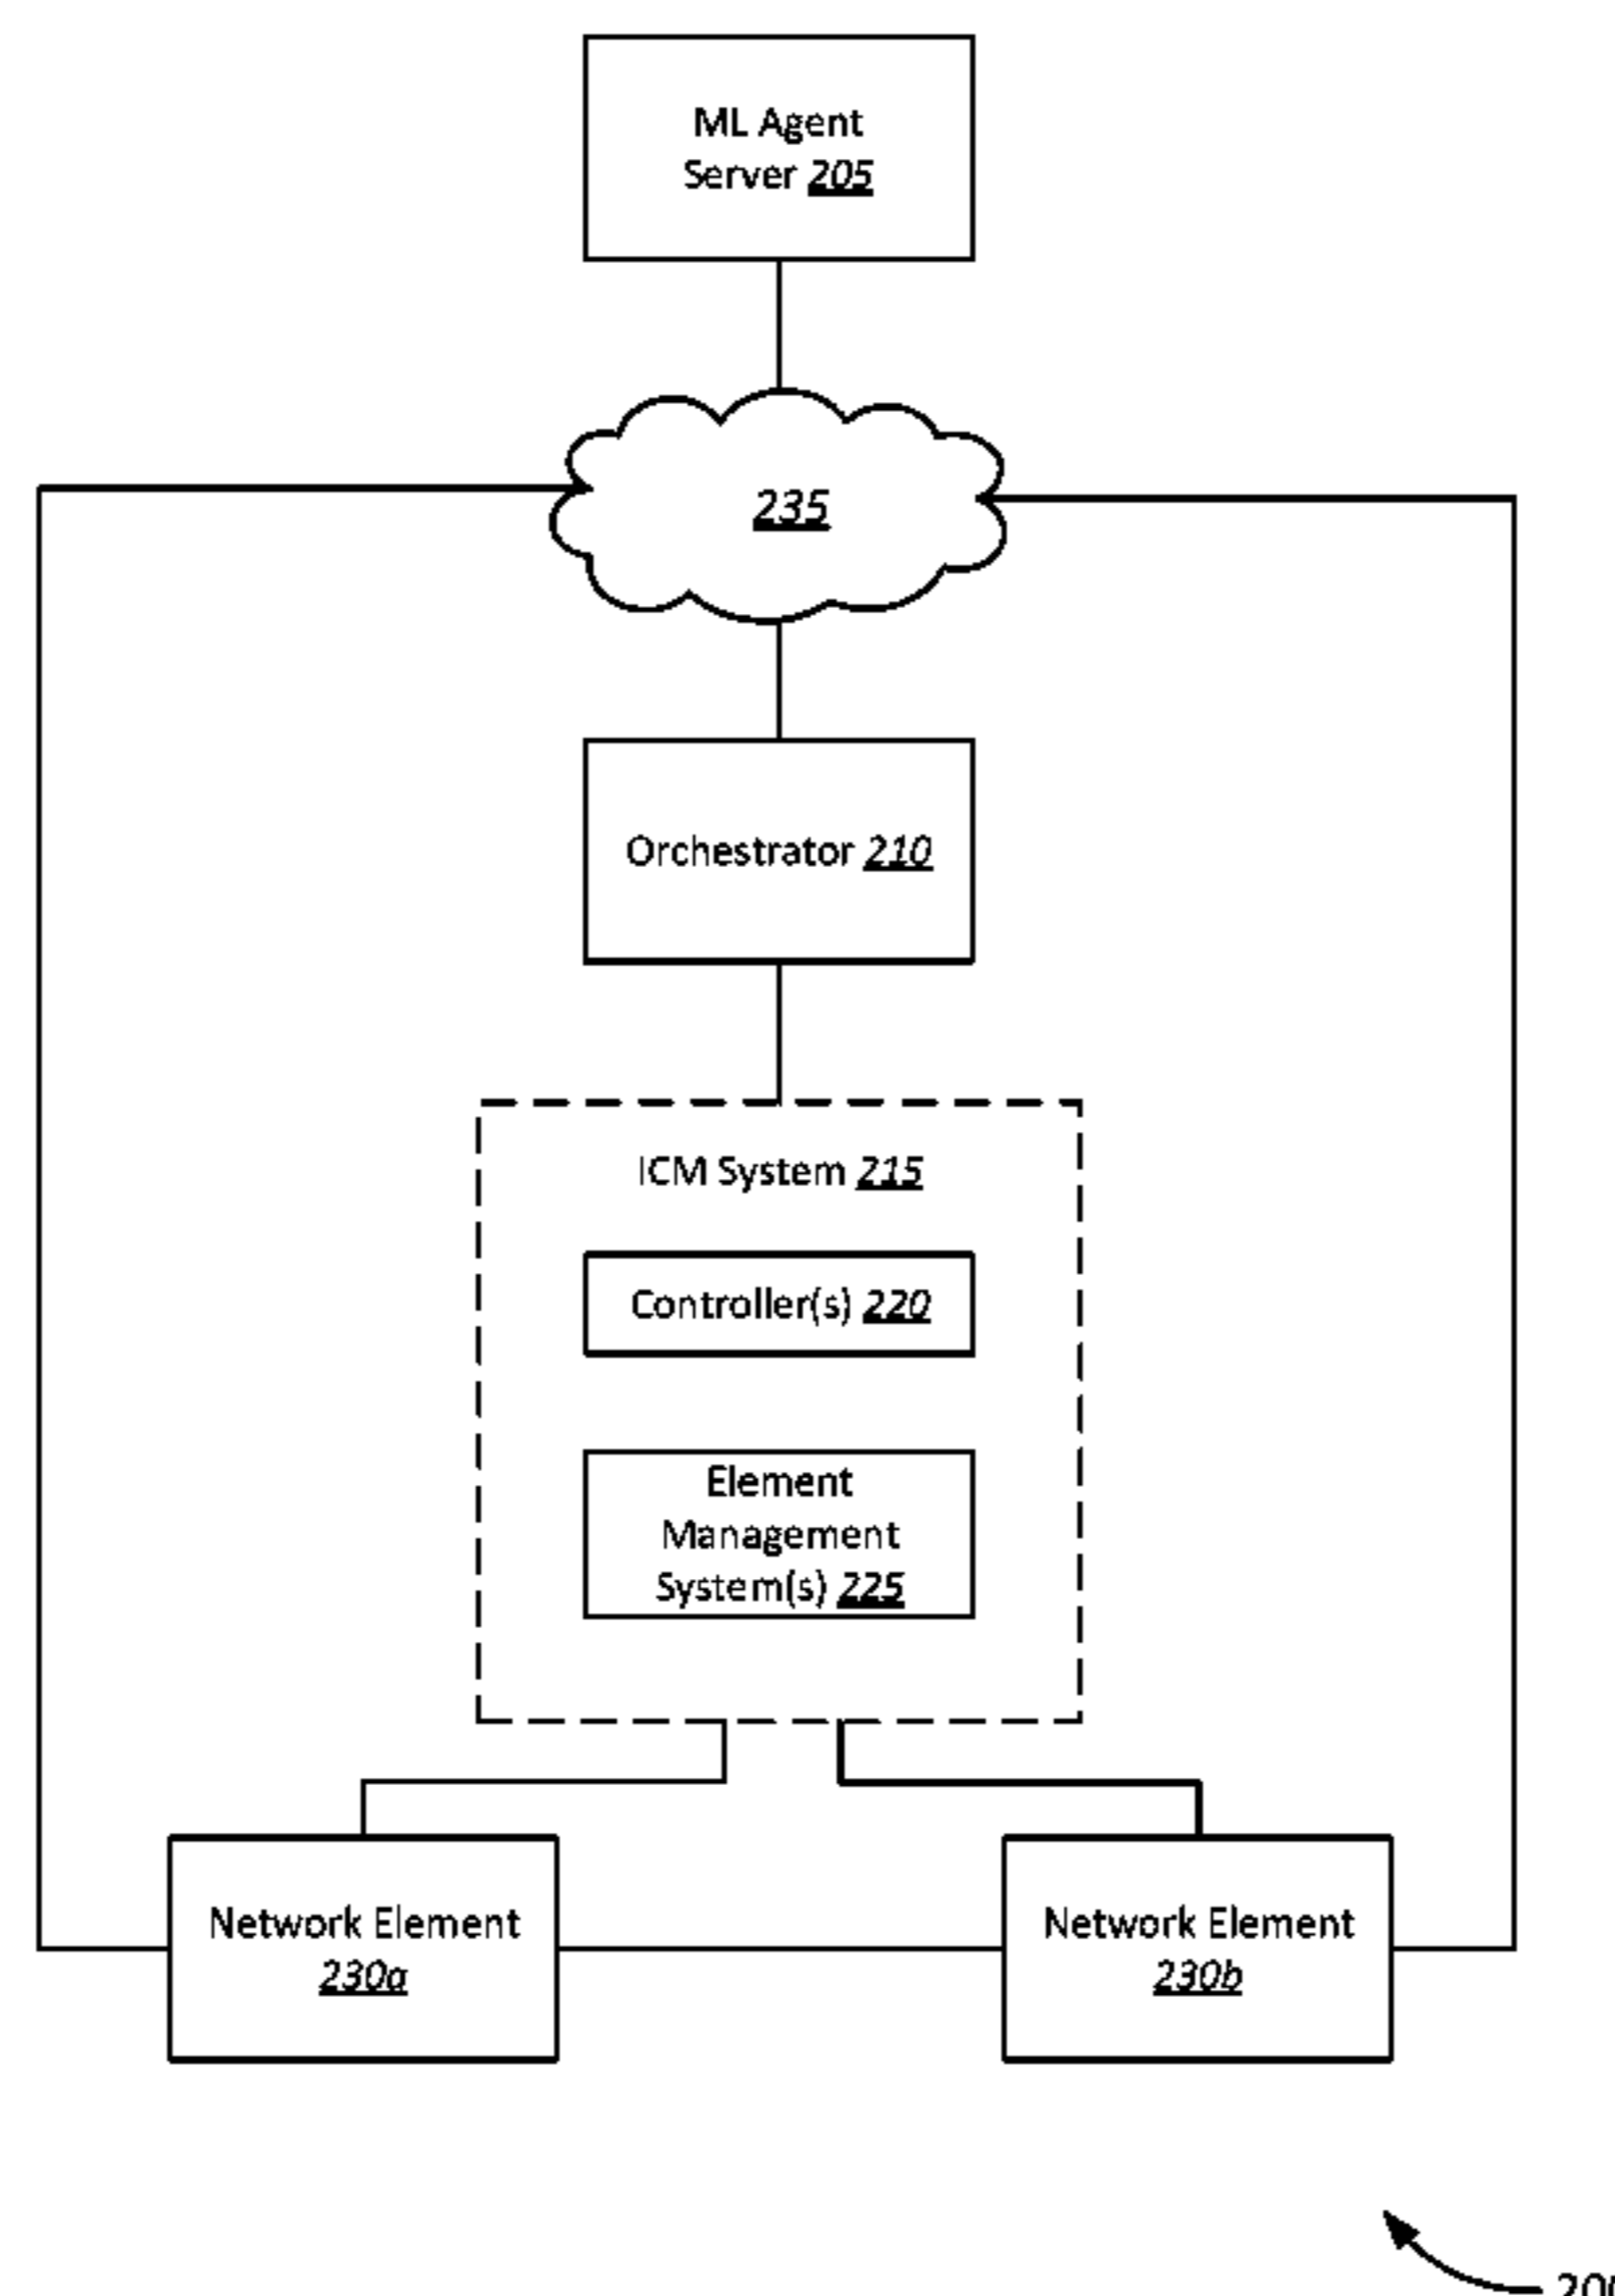 ML Agent
Server 205
235
Orchestrator 210
ICM System 215
Controller(s) 220
Element
Management
System(s) 225
Network Element
230a
Network Element
230b